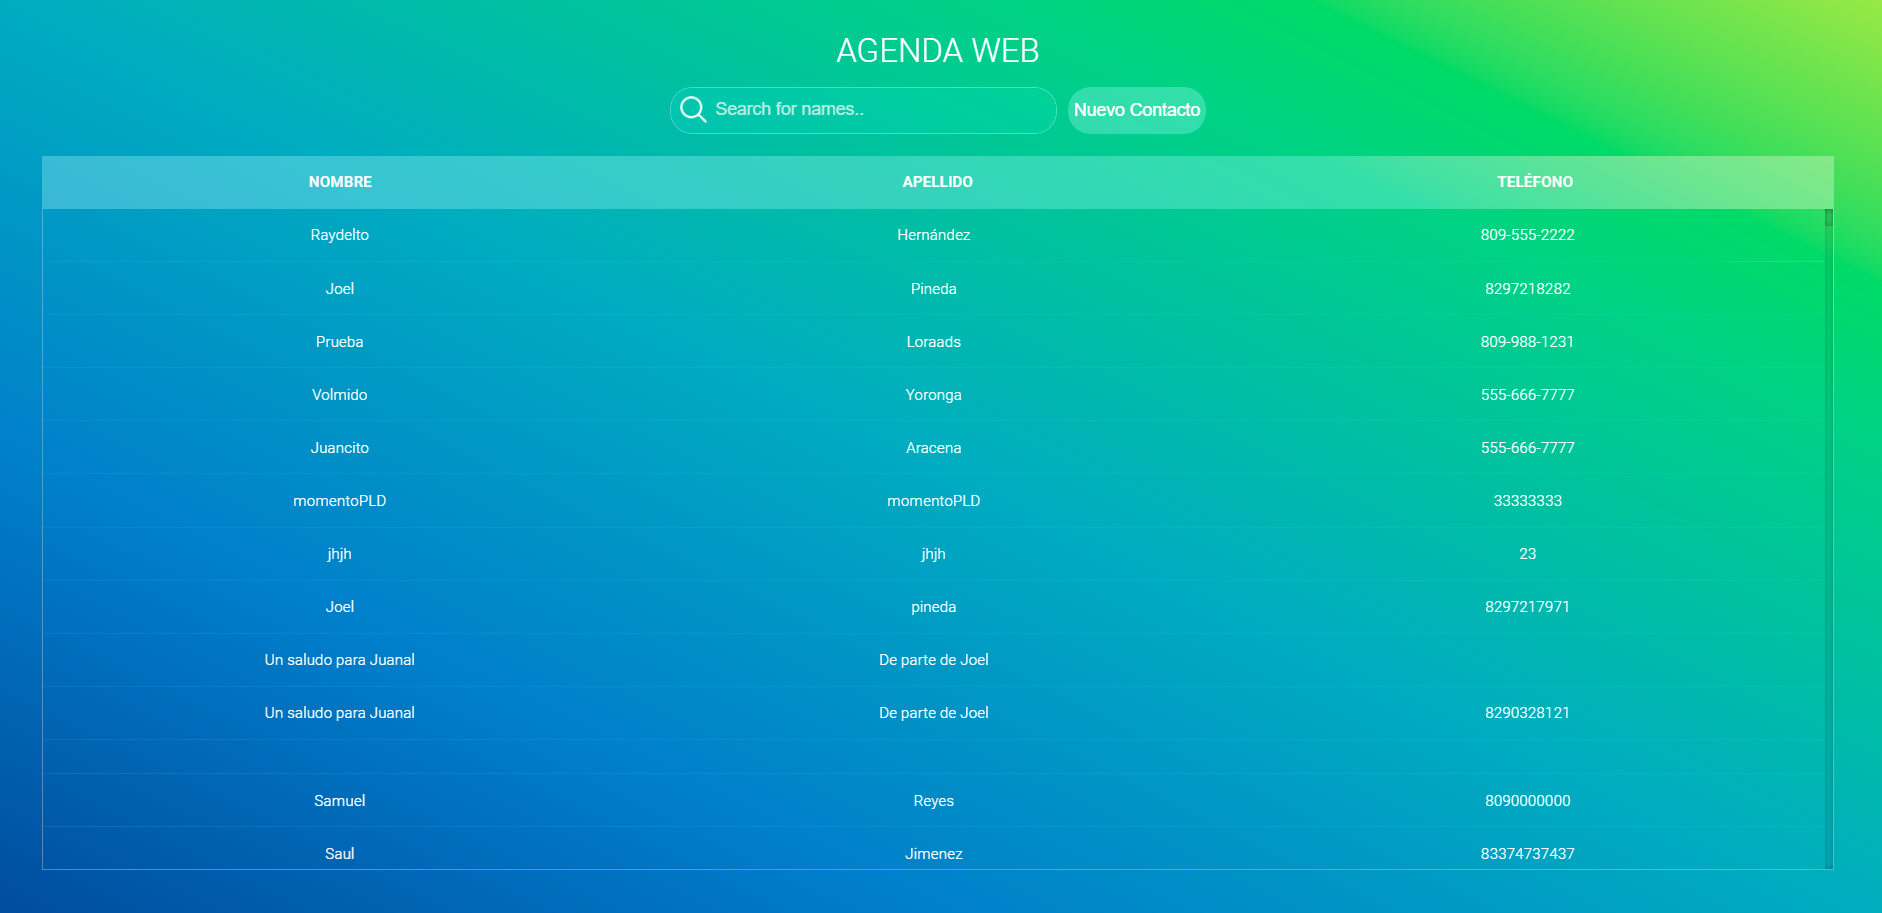 AGENDA WEB
Search for names..
Nuevo Contacto
NOMBRE APELLIDO TELÉFONO
Raydelto Hernández 809-555-2222
Joel Pineda 8297218282
Prueba Loraads 809-988-1231
Volmido Yoronga 555-666-7777
Juancito Aracena 555-666-7777
momentoPLD momentoPLD 33333333
jhjh jhjh 23
Joel pineda 8297217971
Un saludo para Juanal De parte de Joel
Un saludo para Juanal De parte de Joel 8290328121
Samuel Reyes 8090000000
Saul Jimenez 83374737437